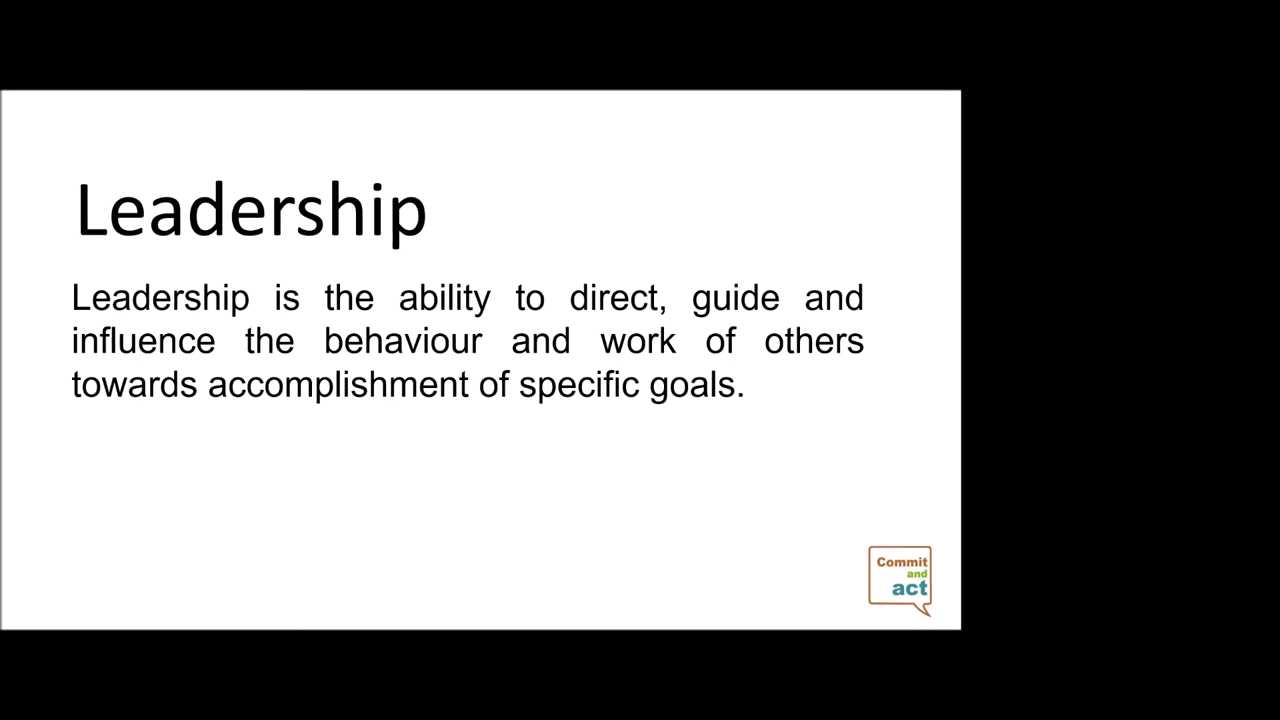 Leadership
Leadership is the ability to direct, guide and
influence the behaviour and work of others
towards accomplishment of specific goals.
Commit
and
act